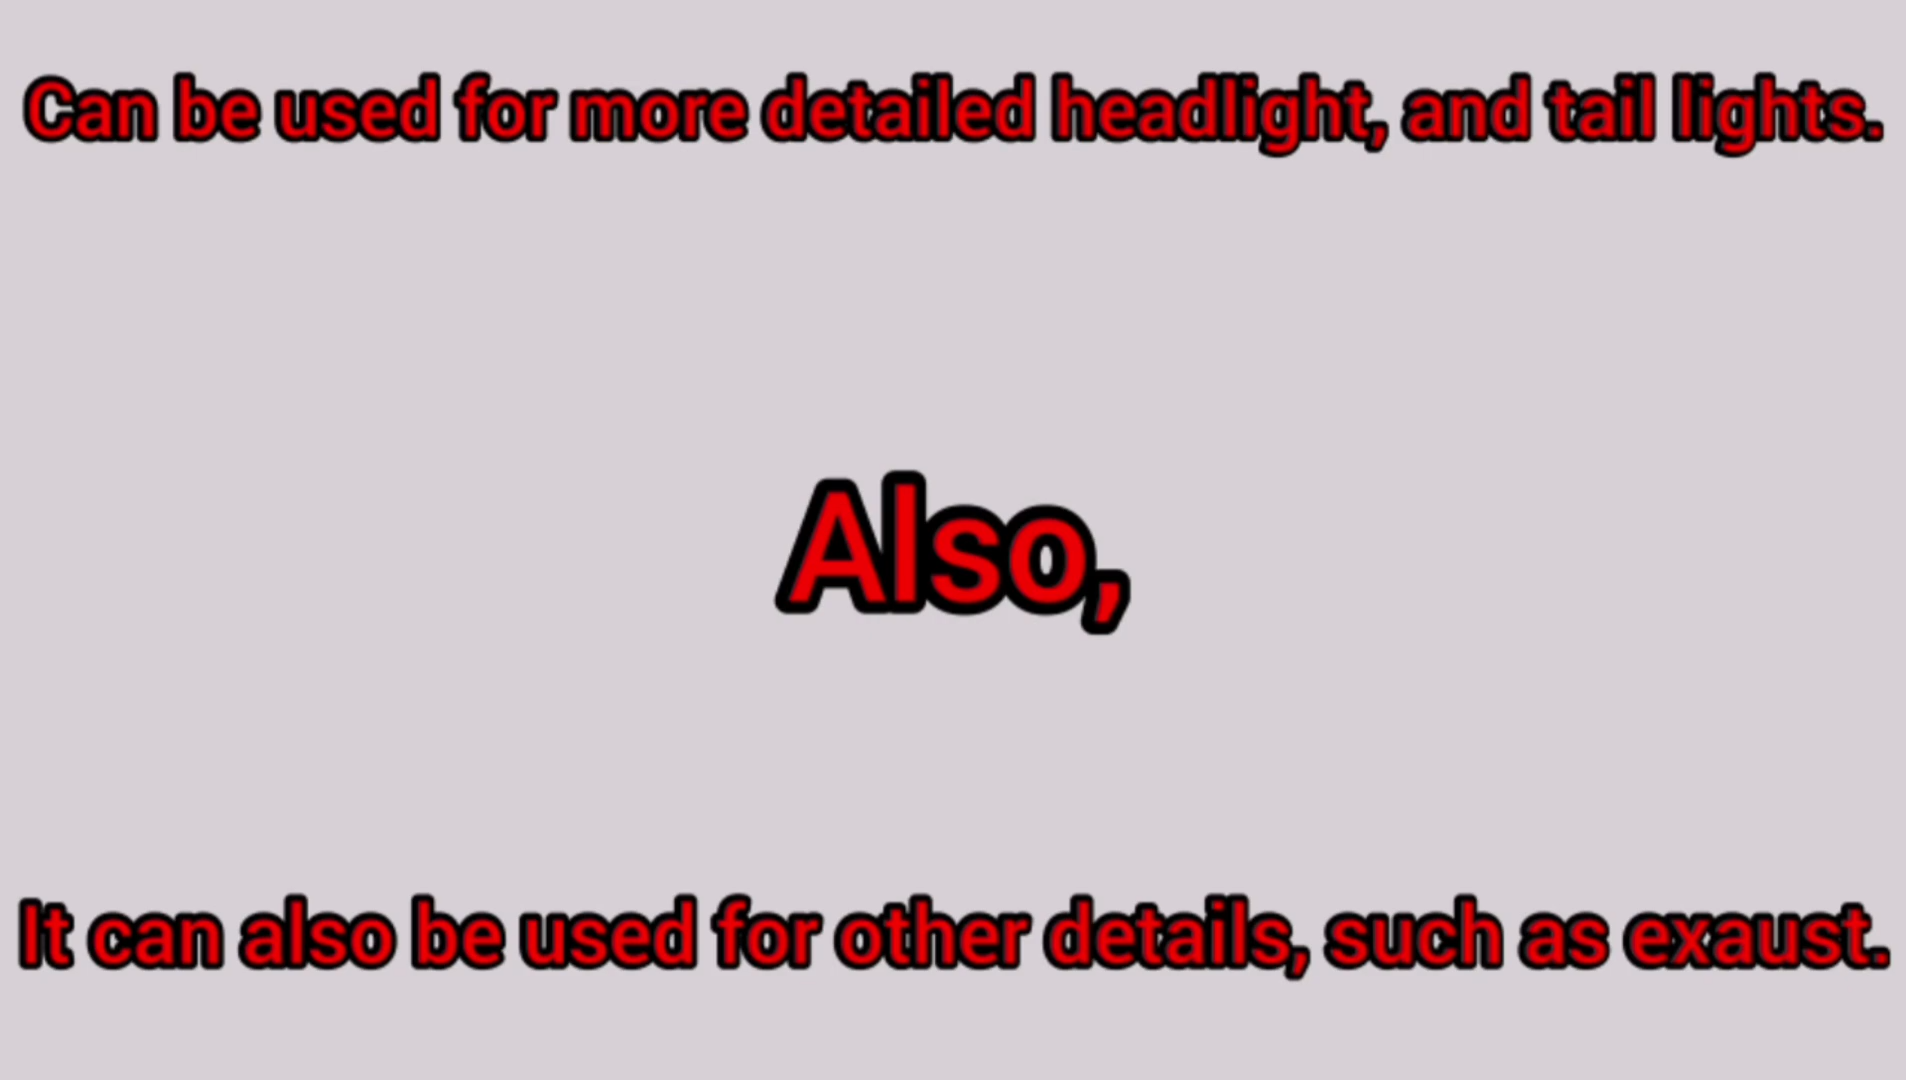 Can be used for more detailed headlight, and tail lights.
Also,
It can also be used for other details, such as exaust.